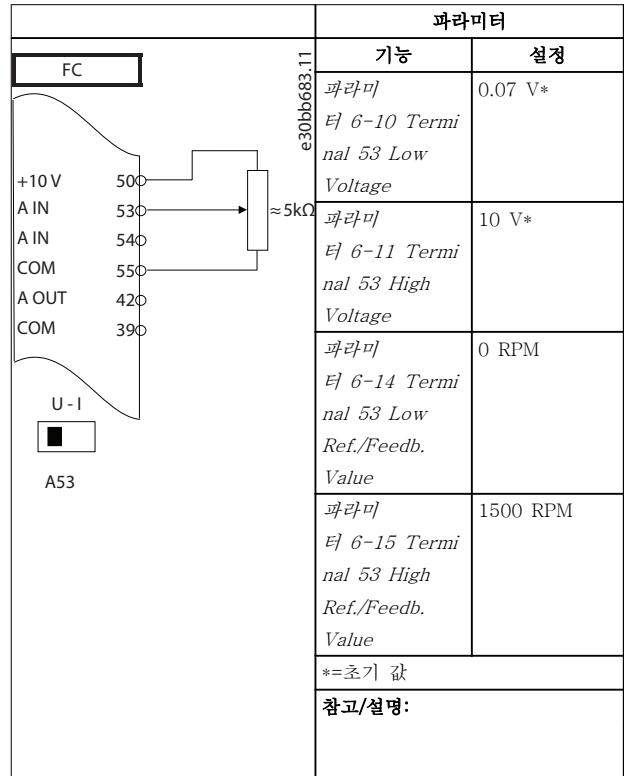 파라미터
기능 설정
FC
e30bb683.11
+10 V 50
A IN 53
A IN 54
COM 55
A OUT 42
COM 39
≈5kΩ
U - I
A53
파라미 0.07 V*
터 6-10 Termi
nal 53 Low
Voltage
파라미 10 V*
터 6-11 Termi
nal 53 High
Voltage
파라미 0 RPM
터 6-14 Termi
nal 53 Low
Ref./Feedb.
Value
파라미 1500 RPM
터 6-15 Termi
nal 53 High
Ref./Feedb.
Value
*=초기 값
참고/설명: